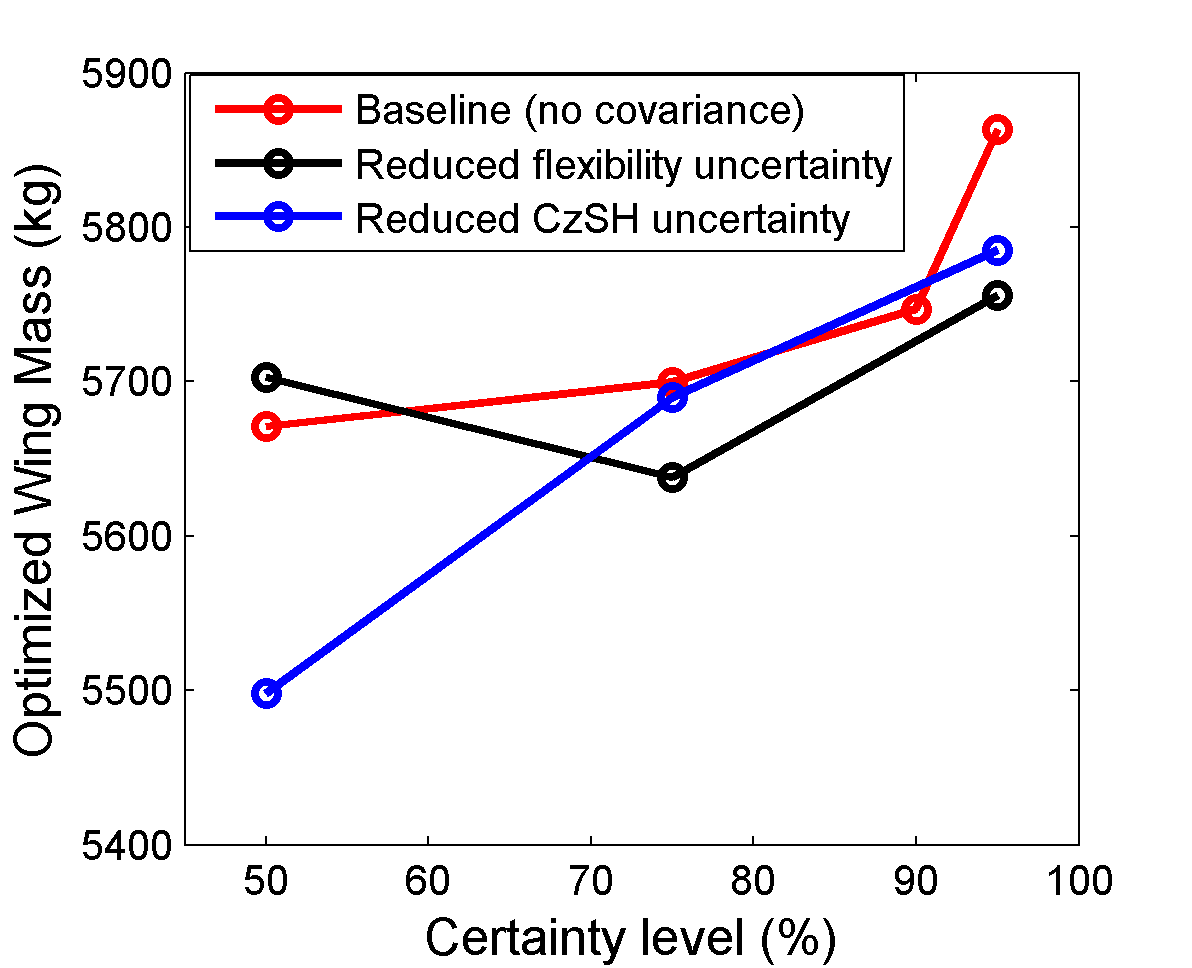 Baseline (no covariance)
Reduced flexibility uncertainty
Reduced CzSH uncertainty
Optimized Wing Mass (kg)
5900
5800
5700
5600
5500
5400
50 60 70 80 90 100
Certainty level (%)